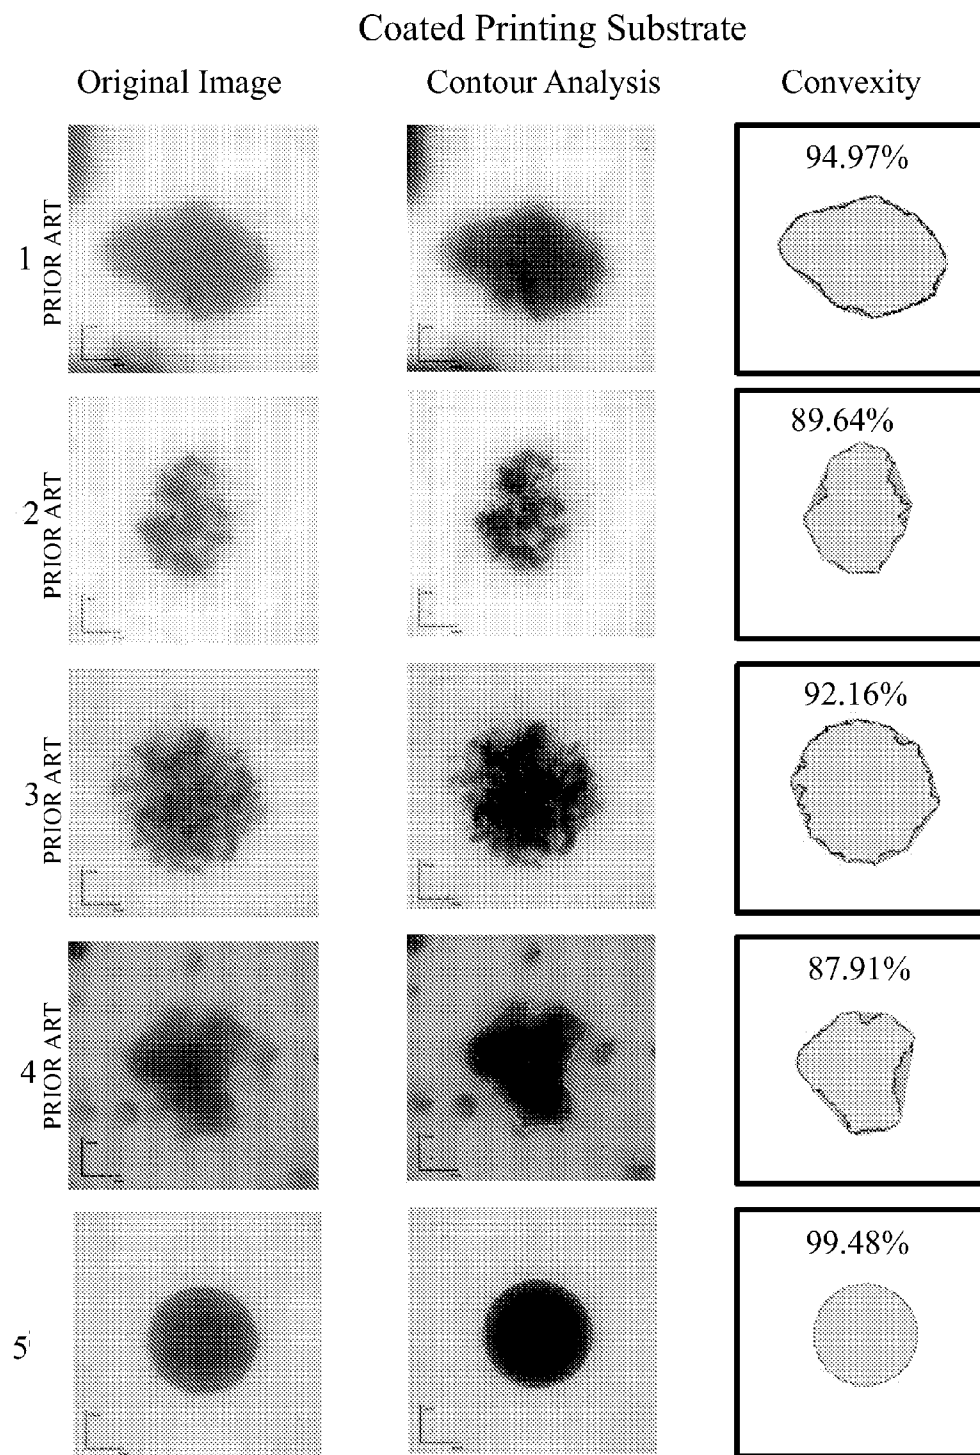 Coated Printing Substrate
Original Image Contour Analysis Convexity
1 PRIOR ART 94.97%
2 PRIOR ART 89.64%
3 PRIOR ART 92.16%
4 PRIOR ART 87.91%
5 99.48%